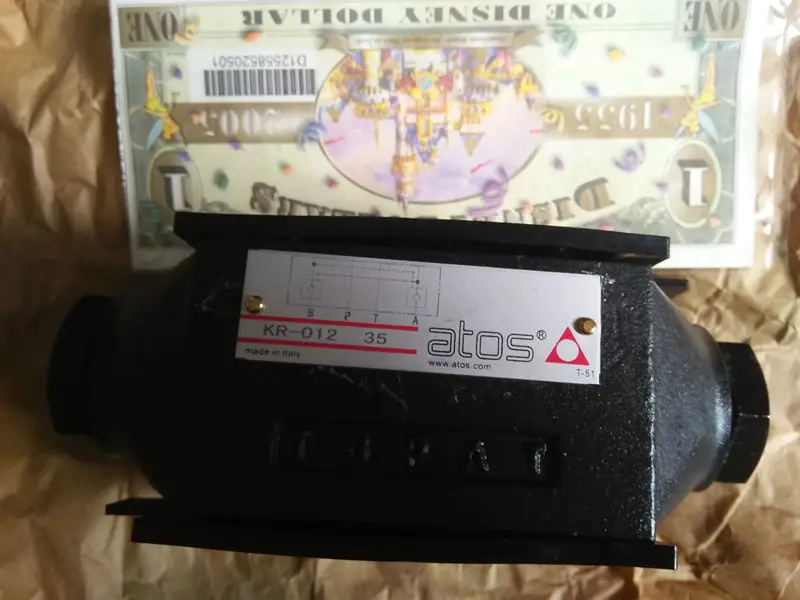 ONE DISNEY DOLLAR
ONE
ONE
D12558520501
1955
2005
1
1
B P T A
KR-012 35
made in Italy
atos®
www.atos.com
T-51